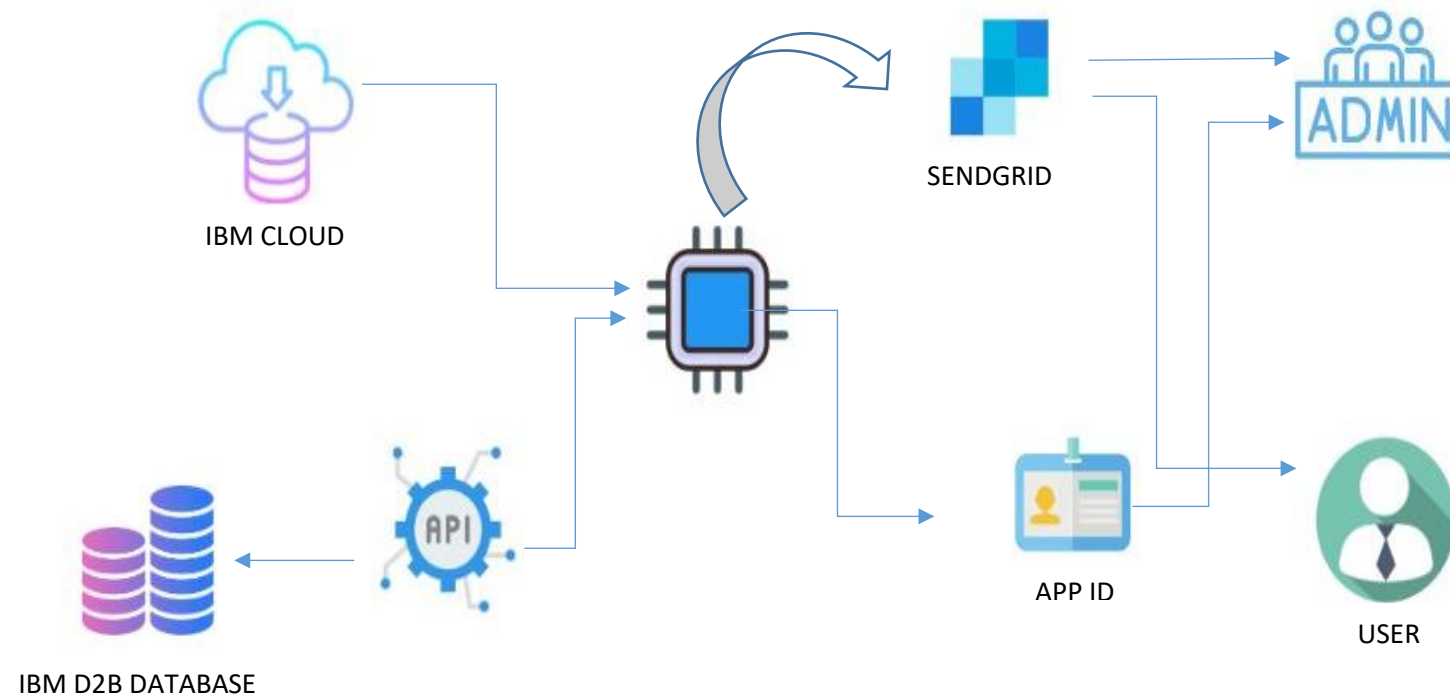 ADMIN
SENDGRID
IBM CLOUD
API
APP ID
USER
IBM D2B DATABASE